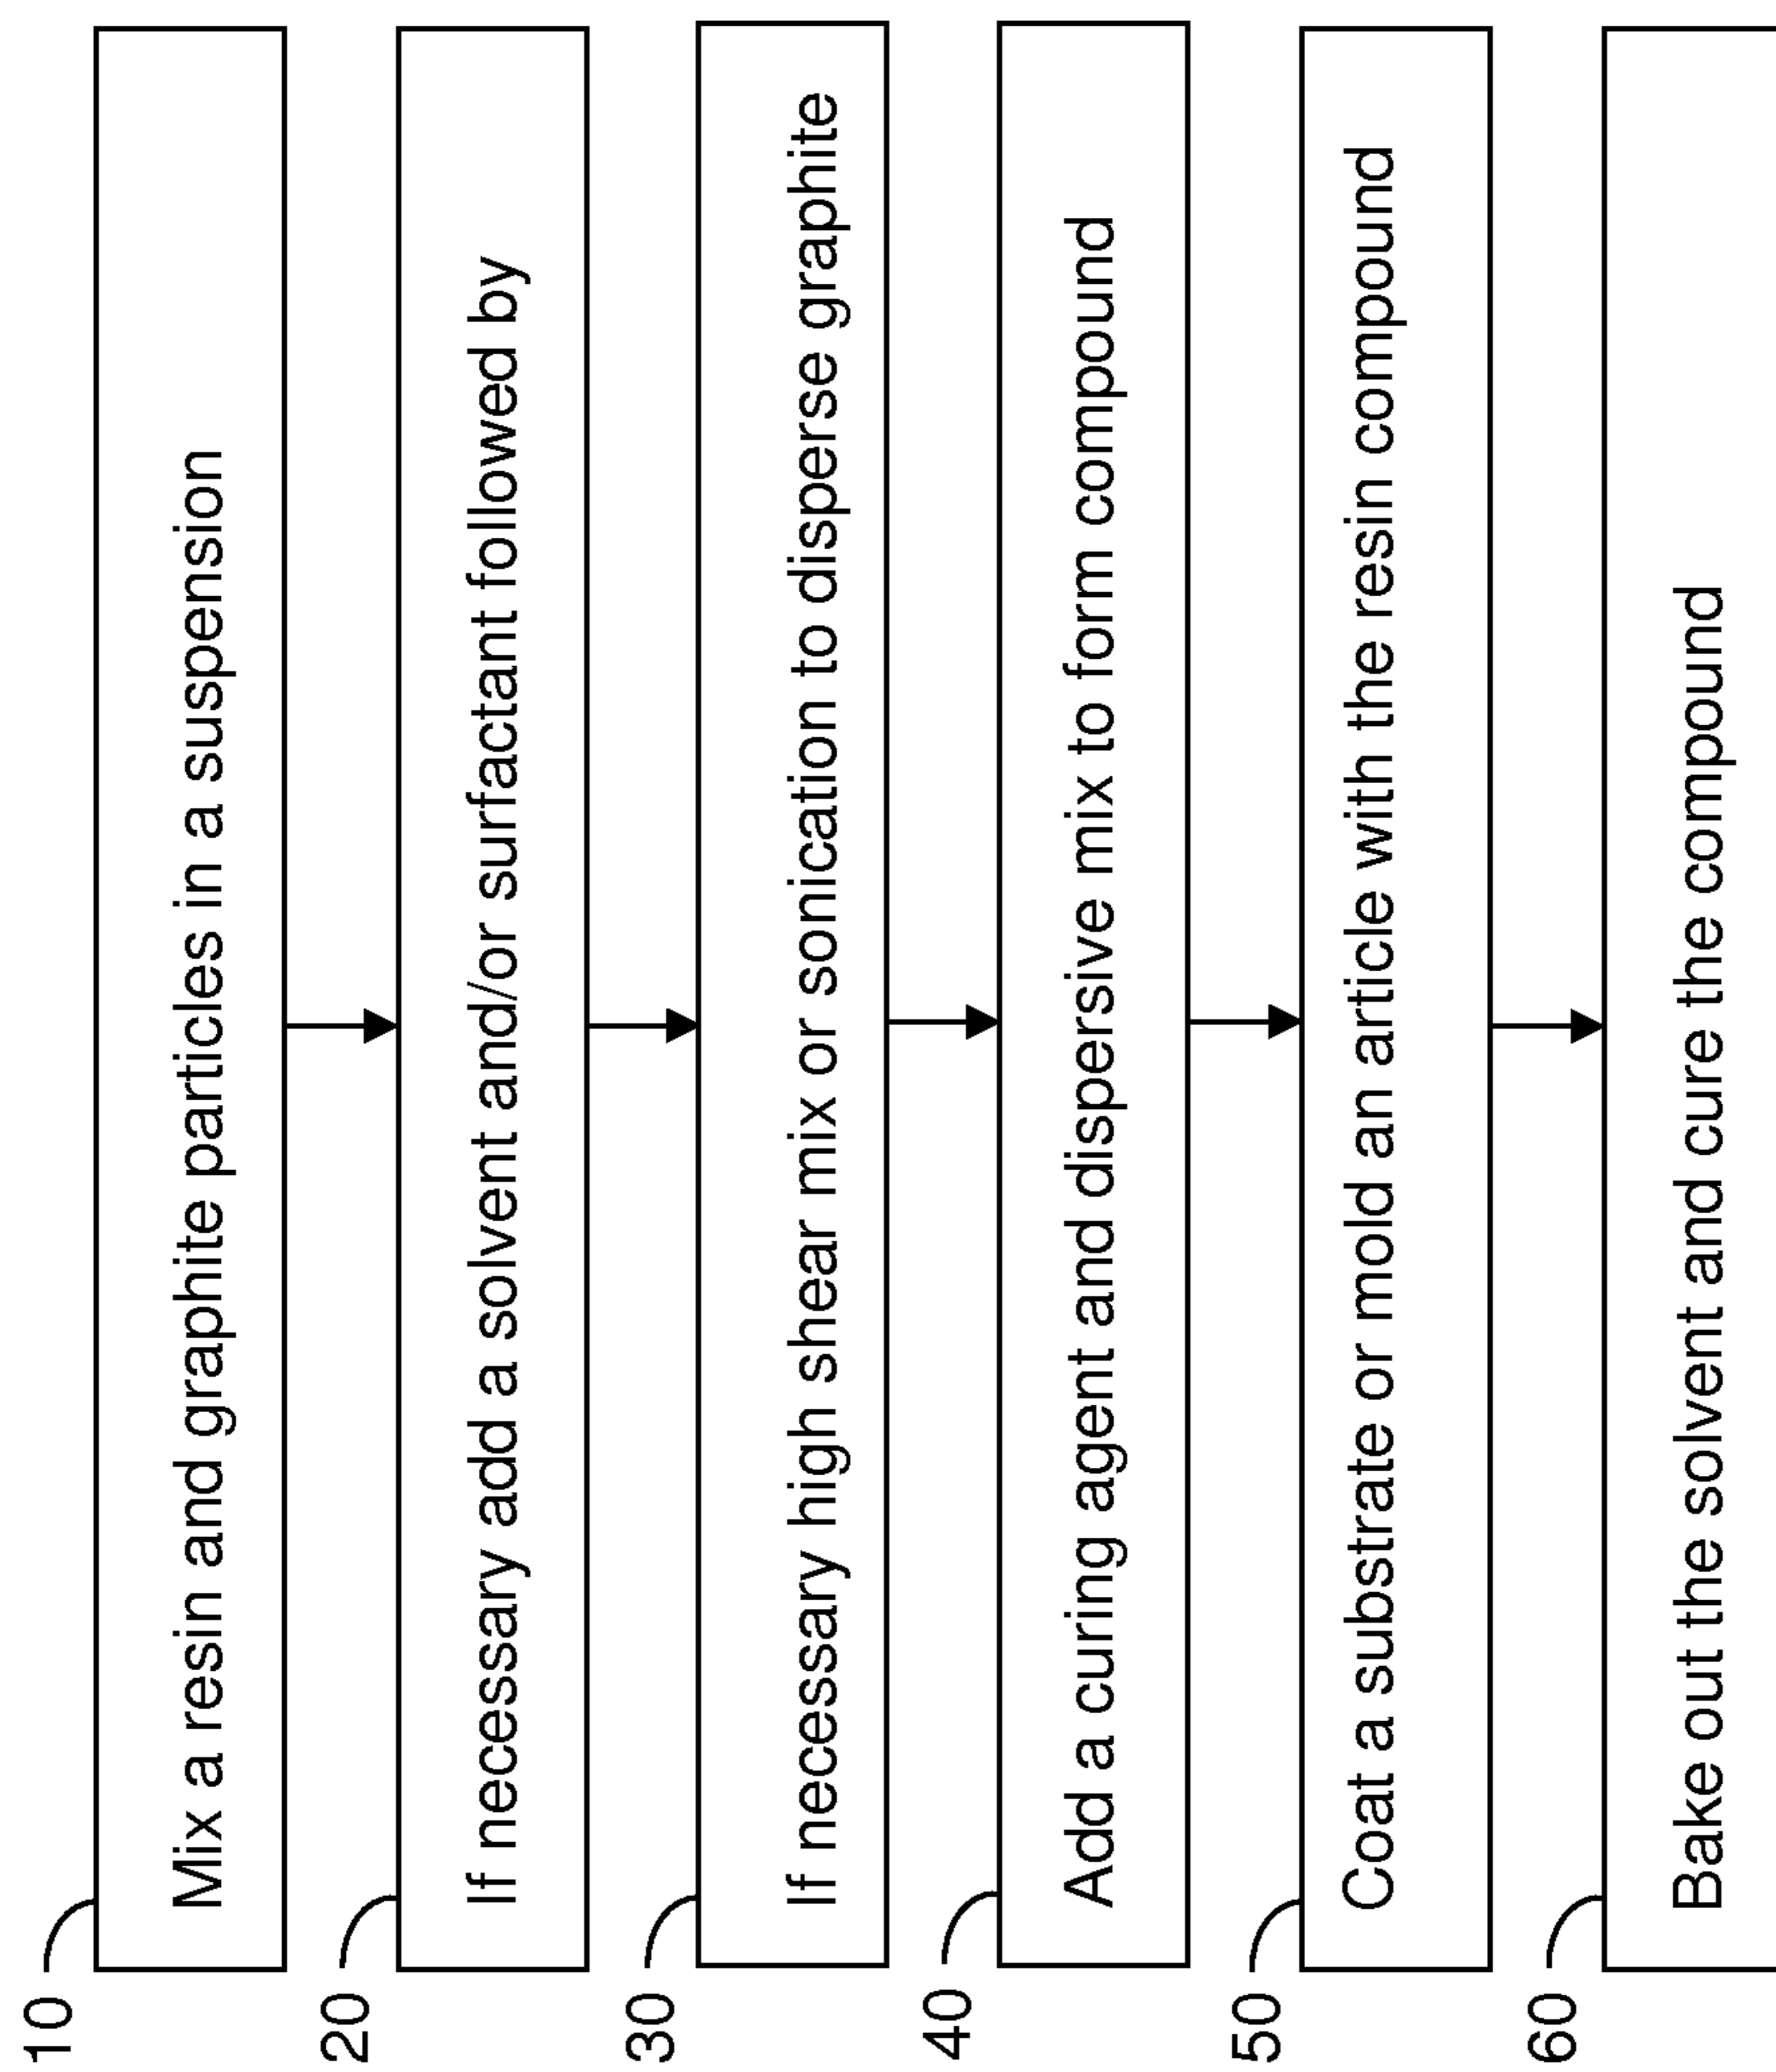 10
Mix a resin and graphite particles in a suspension
20
If necessary add a solvent and/or surfactant followed by
30
If necessary high shear mix or sonication to disperse graphite
40
Add a curing agent and dispersive mix to form compound
50
Coat a substrate or mold an article with the resin compound
60
Bake out the solvent and cure the compound